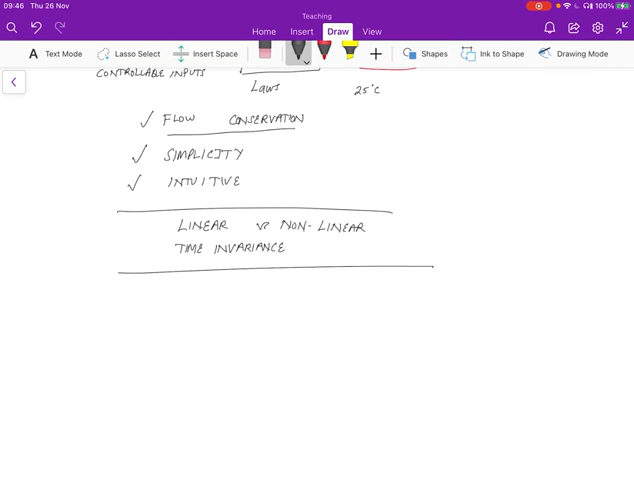 09:46 Thu 26 Nov
100%
Teaching
Home Insert Draw View
A Text Mode Lasso Select Insert Space Shapes Ink to Shape Drawing Mode
CONTROLLABLE INPUTS
Laws
25°C
✓ FLOW CONSERVATION
✓ SIMPLICITY
✓ INTUITIVE
LINEAR vs NON-LINEAR
TIME INVARIANCE